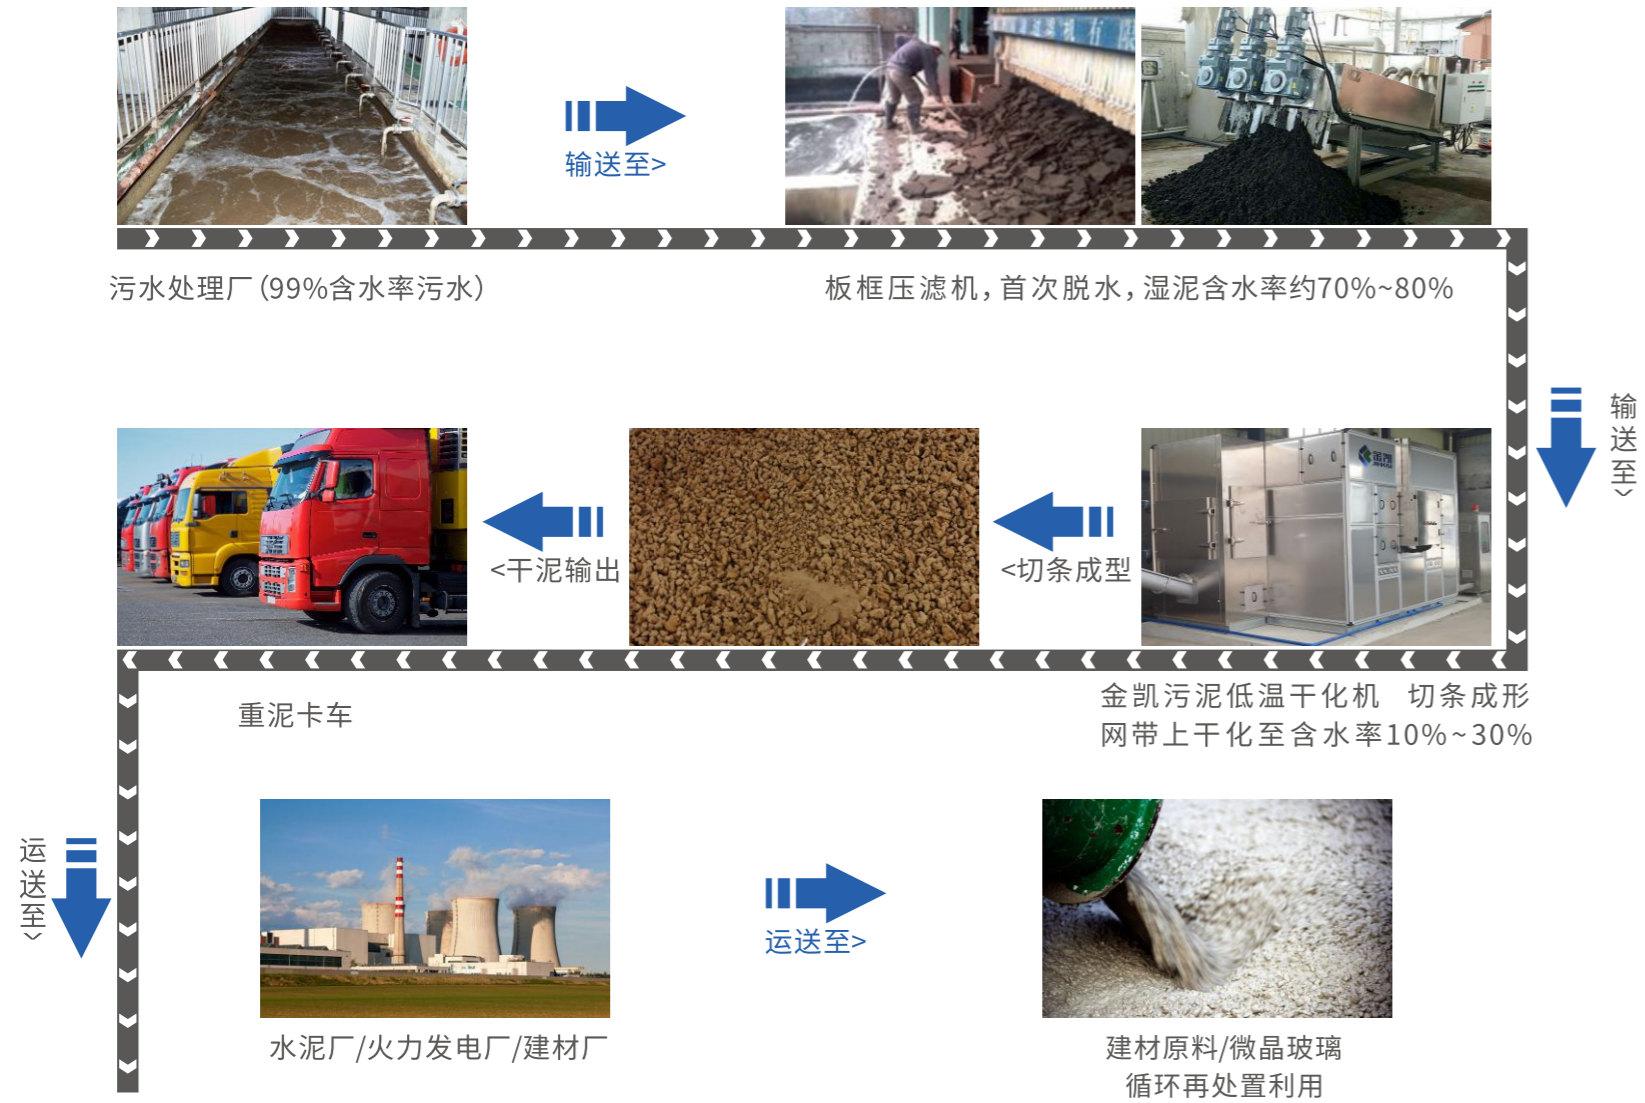 输送至>
污水处理厂(99%含水率污水)
板框压滤机，首次脱水，湿泥含水率约70%~80%
输送至>
金凯
<干泥输出
<切条成型
重泥卡车
金凯污泥低温干化机 切条成形
网带上干化至含水率10%~30%
运送至>
运送至>
水泥厂/火力发电厂/建材厂
建材原料/微晶玻璃
循环再处置利用